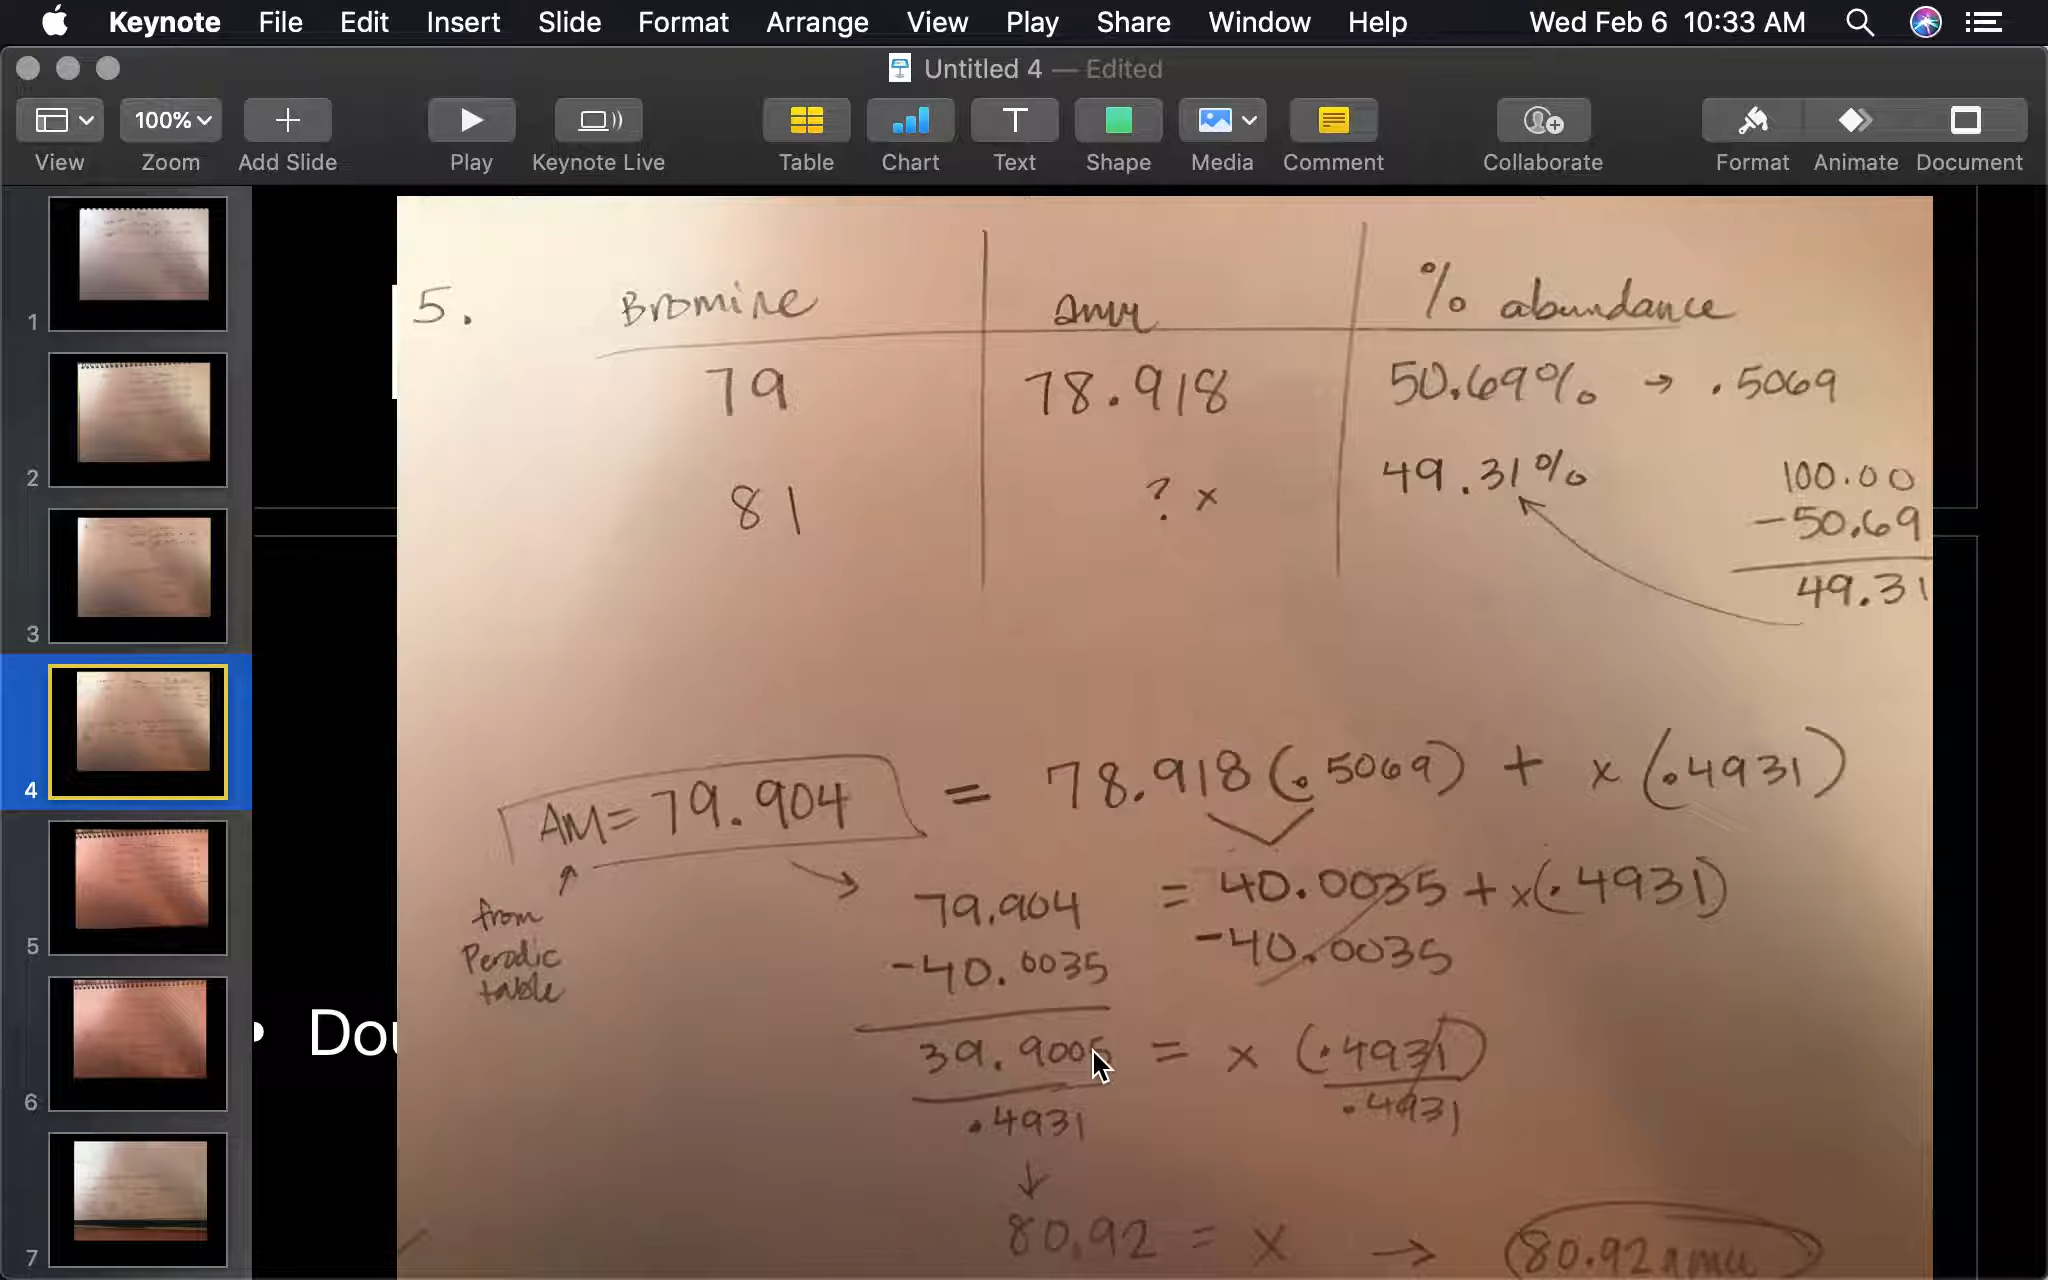 Keynote File Edit Insert Slide Format Arrange View Play Share Window Help Wed Feb 6 10:33 AM
Untitled 4 — Edited
100%
View Zoom Add Slide Play Keynote Live Table Chart Text Shape Media Comment Collaborate Format Animate Document
1
2
3
4
5
6
7
5. Bromine amu % abundance
79 78.918 50.69% → .5069
81 ? x 49.31%
100.00
-50.69
49.31
AM = 79.904 = 78.918(.5069) + x(.4931)
from
Perodic
table
79.904 = 40.0035 + x(.4931)
-40.0035 -40.0035
39.9005 = x (.4931)
.4931 .4931
↓
80.92 = x → 80.92 amu
• Dou